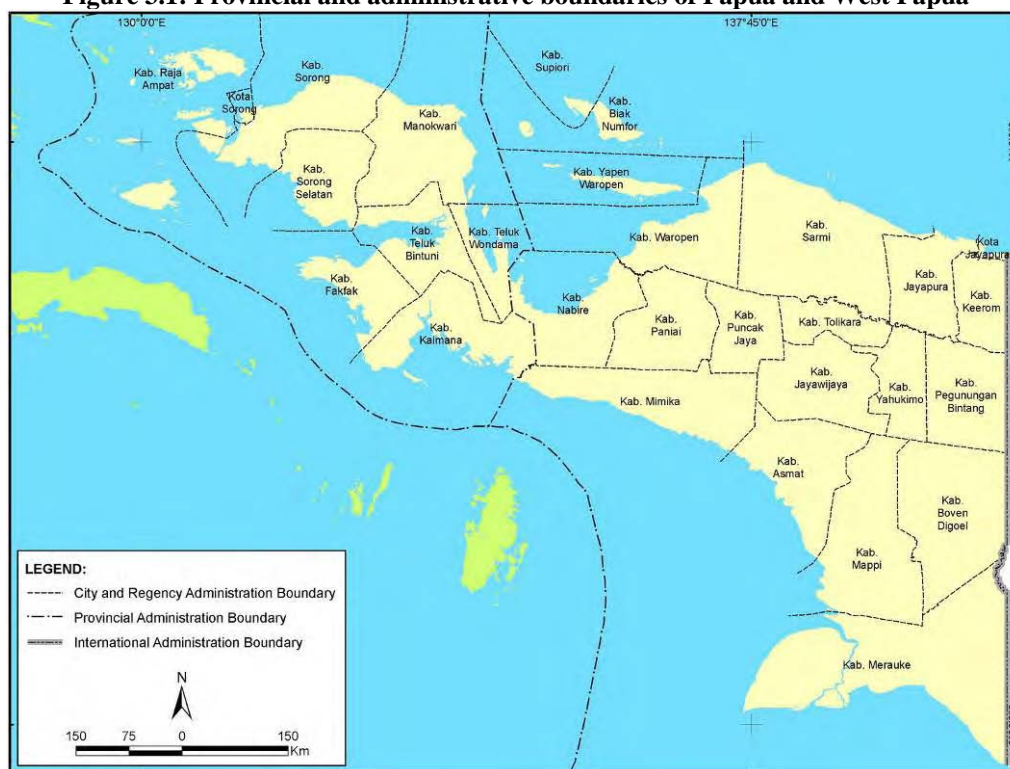 Figure 3.1: Provincial and administrative boundaries of Papua and West Papua
130°0'0"E
137°45'0"E
Kab. Raja
Ampat
Kota
Sorong
Kab.
Sorong
Kab.
Manokwari
Kab.
Supiori
Kab.
Biak
Numfor
Kab.
Sorong
Selatan
Kab. Yapen
Waropen
Kab.
Teluk
Bintuni
Kab. Teluk
Wondama
Kab. Waropen
Kab.
Sarmi
Kota
Jayapura
Kab.
Jayapura
Kab.
Keerom
Kab.
Fakfak
Kab.
Kaimana
Kab.
Nabire
Kab.
Paniai
Kab.
Puncak
Jaya
Kab. Tolikara
Kab.
Jayawijaya
Kab.
Yahukimo
Kab.
Pegunungan
Bintang
Kab. Mimika
Kab.
Asmat
Kab.
Boven
Digoel
Kab.
Mappi
Kab. Merauke
LEGEND:
City and Regency Administration Boundary
Provincial Administration Boundary
International Administration Boundary
N
150 75 0 150
Km